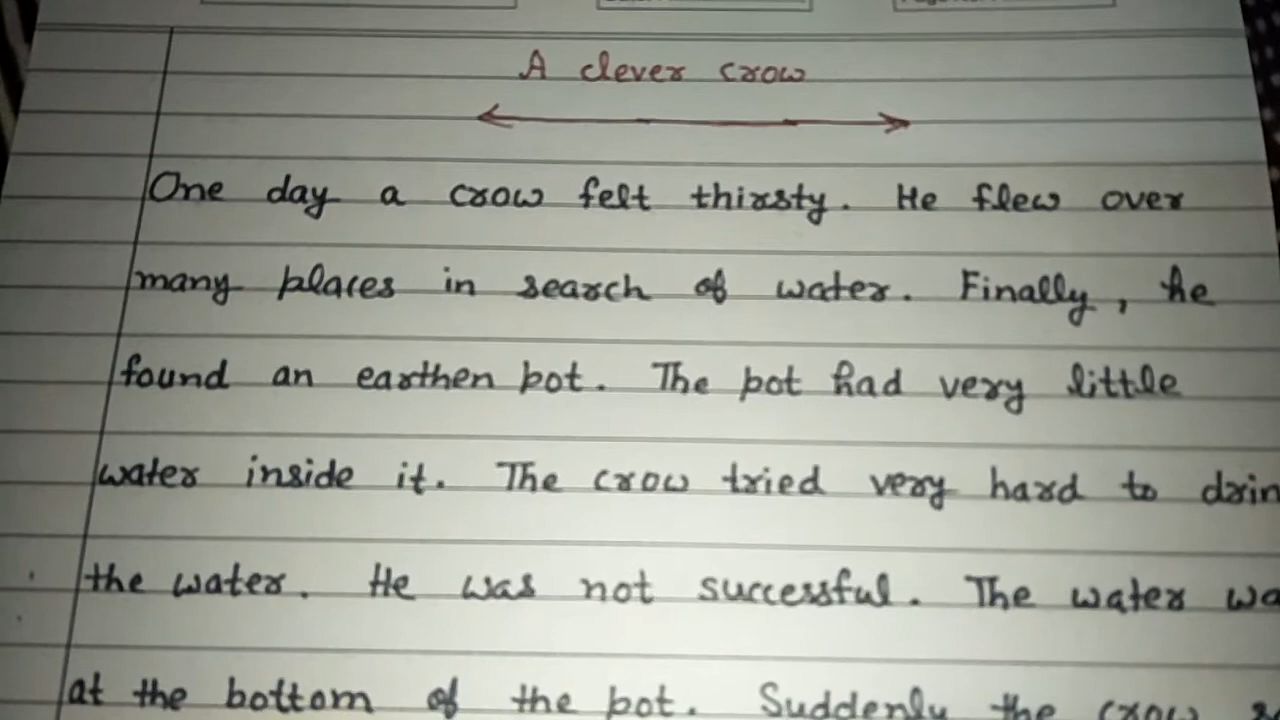 A clever crow
One day a crow felt thirsty. He flew over
many places in search of water. Finally, he
found an earthen pot. The pot had very little
water inside it. The crow tried very hard to
the water. He was not successful. The water
at the bottom of the pot. Suddenly the crow